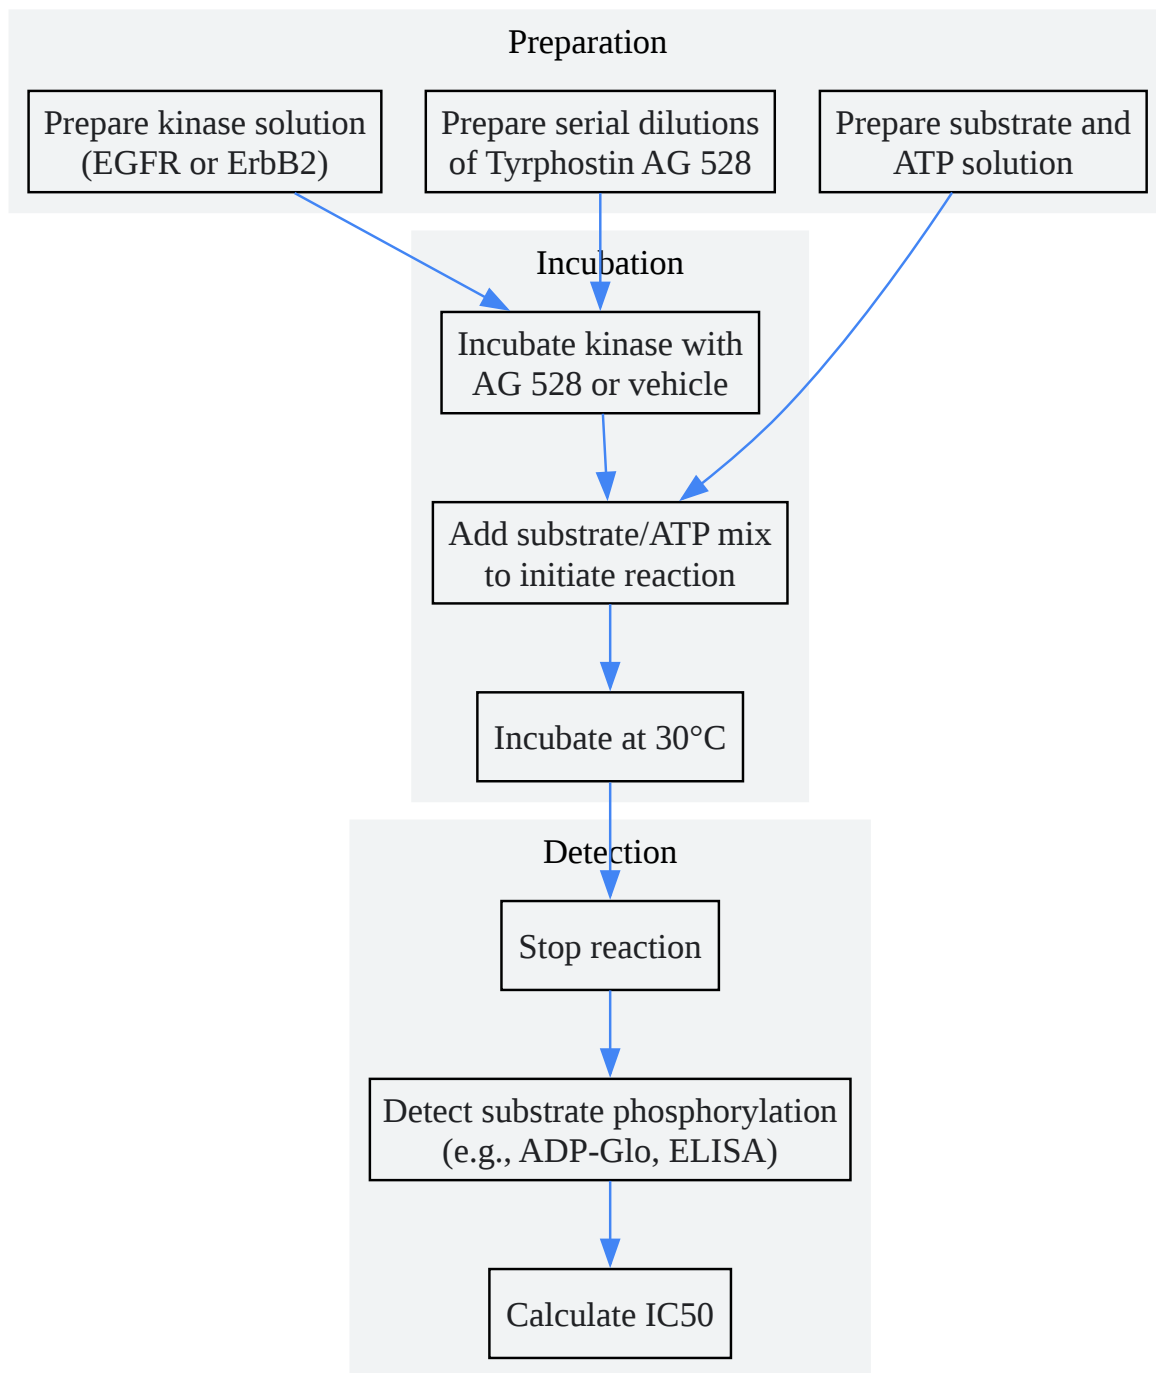 Preparation
Prepare kinase solution
(EGFR or ErbB2)
Prepare serial dilutions
of Tyrphostin AG 528
Prepare substrate and
ATP solution
Incubation
Incubate kinase with
AG 528 or vehicle
Add substrate/ATP mix
to initiate reaction
Incubate at 30°C
Detection
Stop reaction
Detect substrate phosphorylation
(e.g., ADP-Glo, ELISA)
Calculate IC50